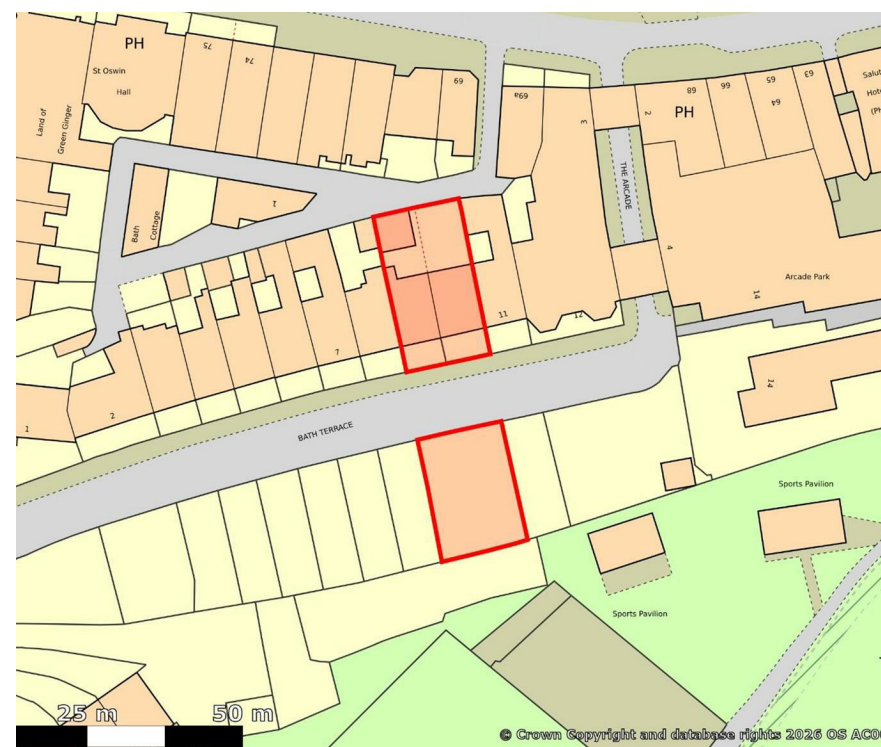 PH
75
74
St Oswin
Hall
69
69a
Land of
Green Ginger
3
2
PH
68
66
65
64
63
Salut
Hote
(PH
THE ARCADE
Bath
Cottage
1
4
Arcade Park
14
11
12
7
2
1
14
BATH TERRACE
Sports Pavilion
Sports Pavilion
25 m
50 m
© Crown Copyright and database rights 2026 OS AC00